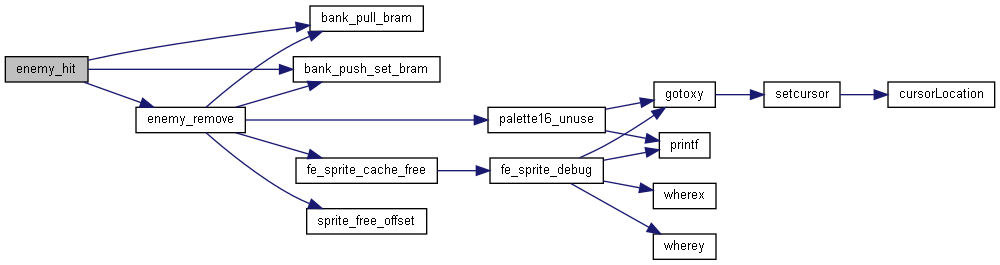 bank_pull_bram
enemy_hit
bank_push_set_bram
gotoxy
setcursor
cursorLocation
enemy_remove
palette16_unuse
printf
fe_sprite_cache_free
fe_sprite_debug
wherex
sprite_free_offset
wherey